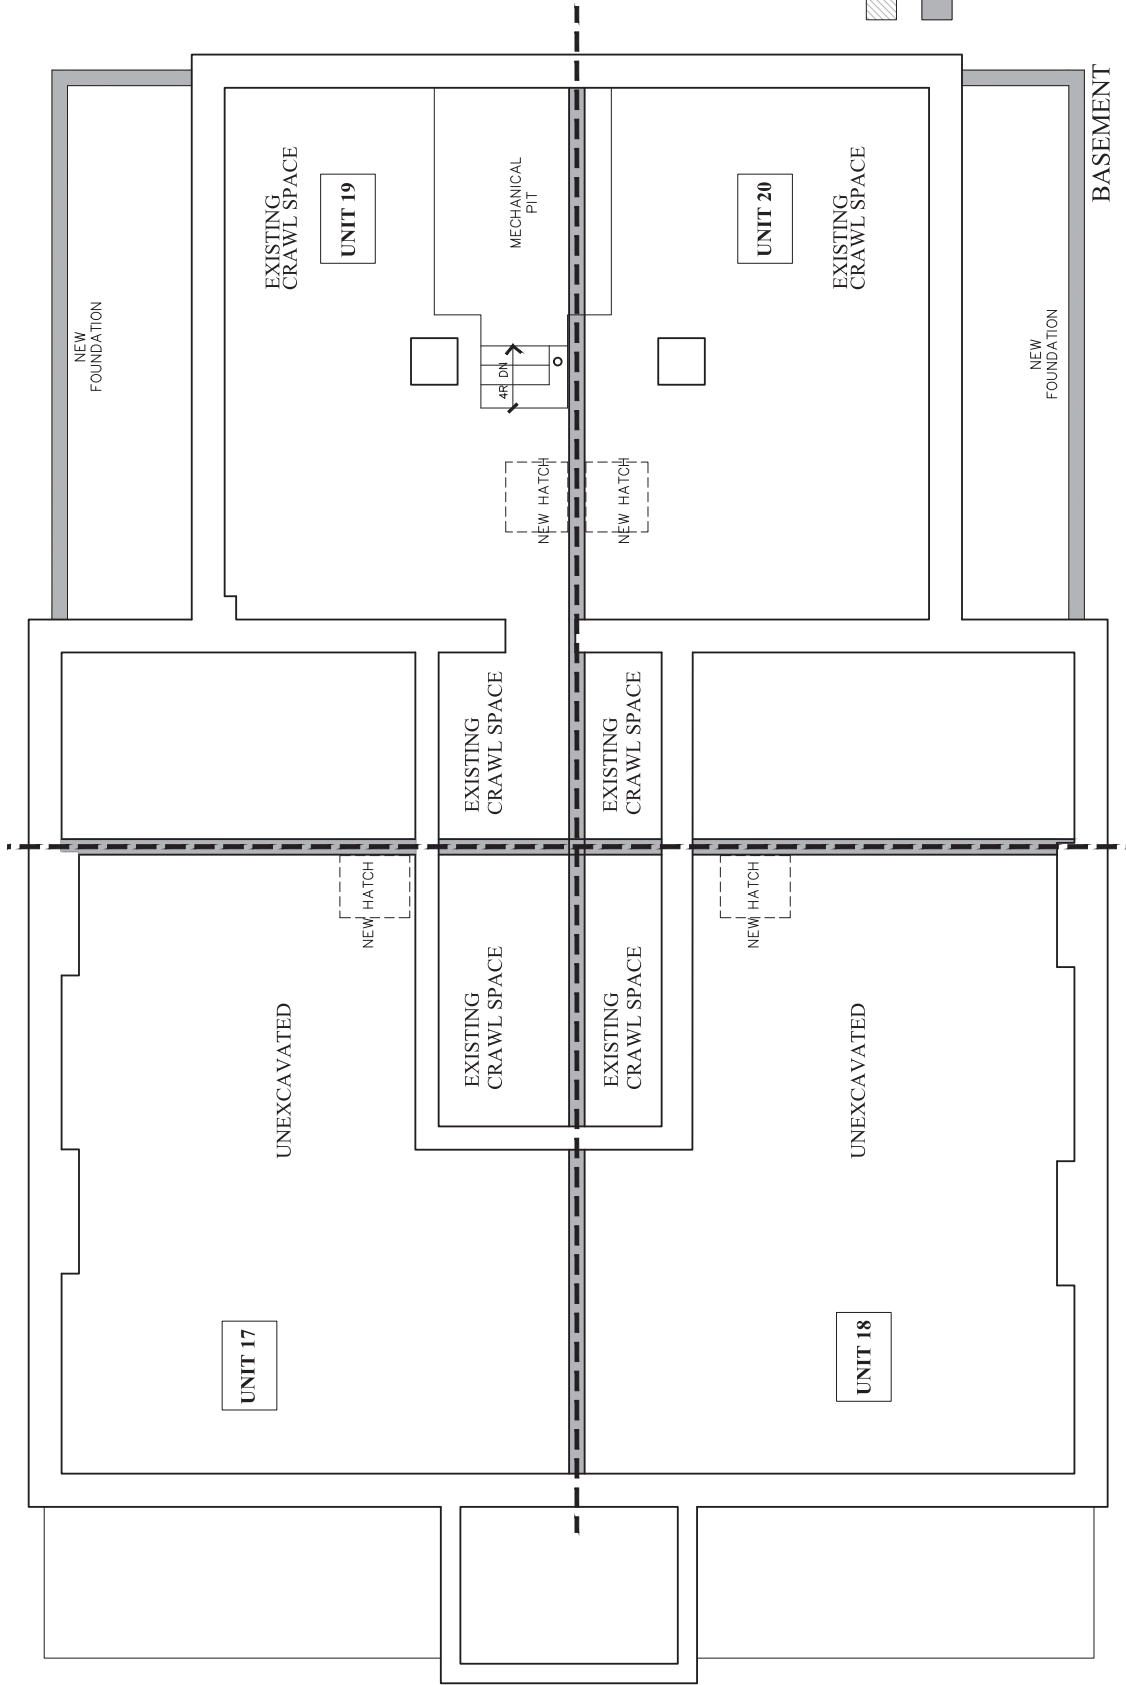 BASEMENT
NEW
FOUNDATION
EXISTING
CRAWL SPACE
UNIT 19
MECHANICAL
PIT
4R DN
NEW HATCH
NEW HATCH
UNIT 20
EXISTING
CRAWL SPACE
NEW
FOUNDATION
EXISTING
CRAWL SPACE
EXISTING
CRAWL SPACE
NEW HATCH
NEW HATCH
UNEXCAVATED
EXISTING
CRAWL SPACE
EXISTING
CRAWL SPACE
UNEXCAVATED
UNIT 17
UNIT 18